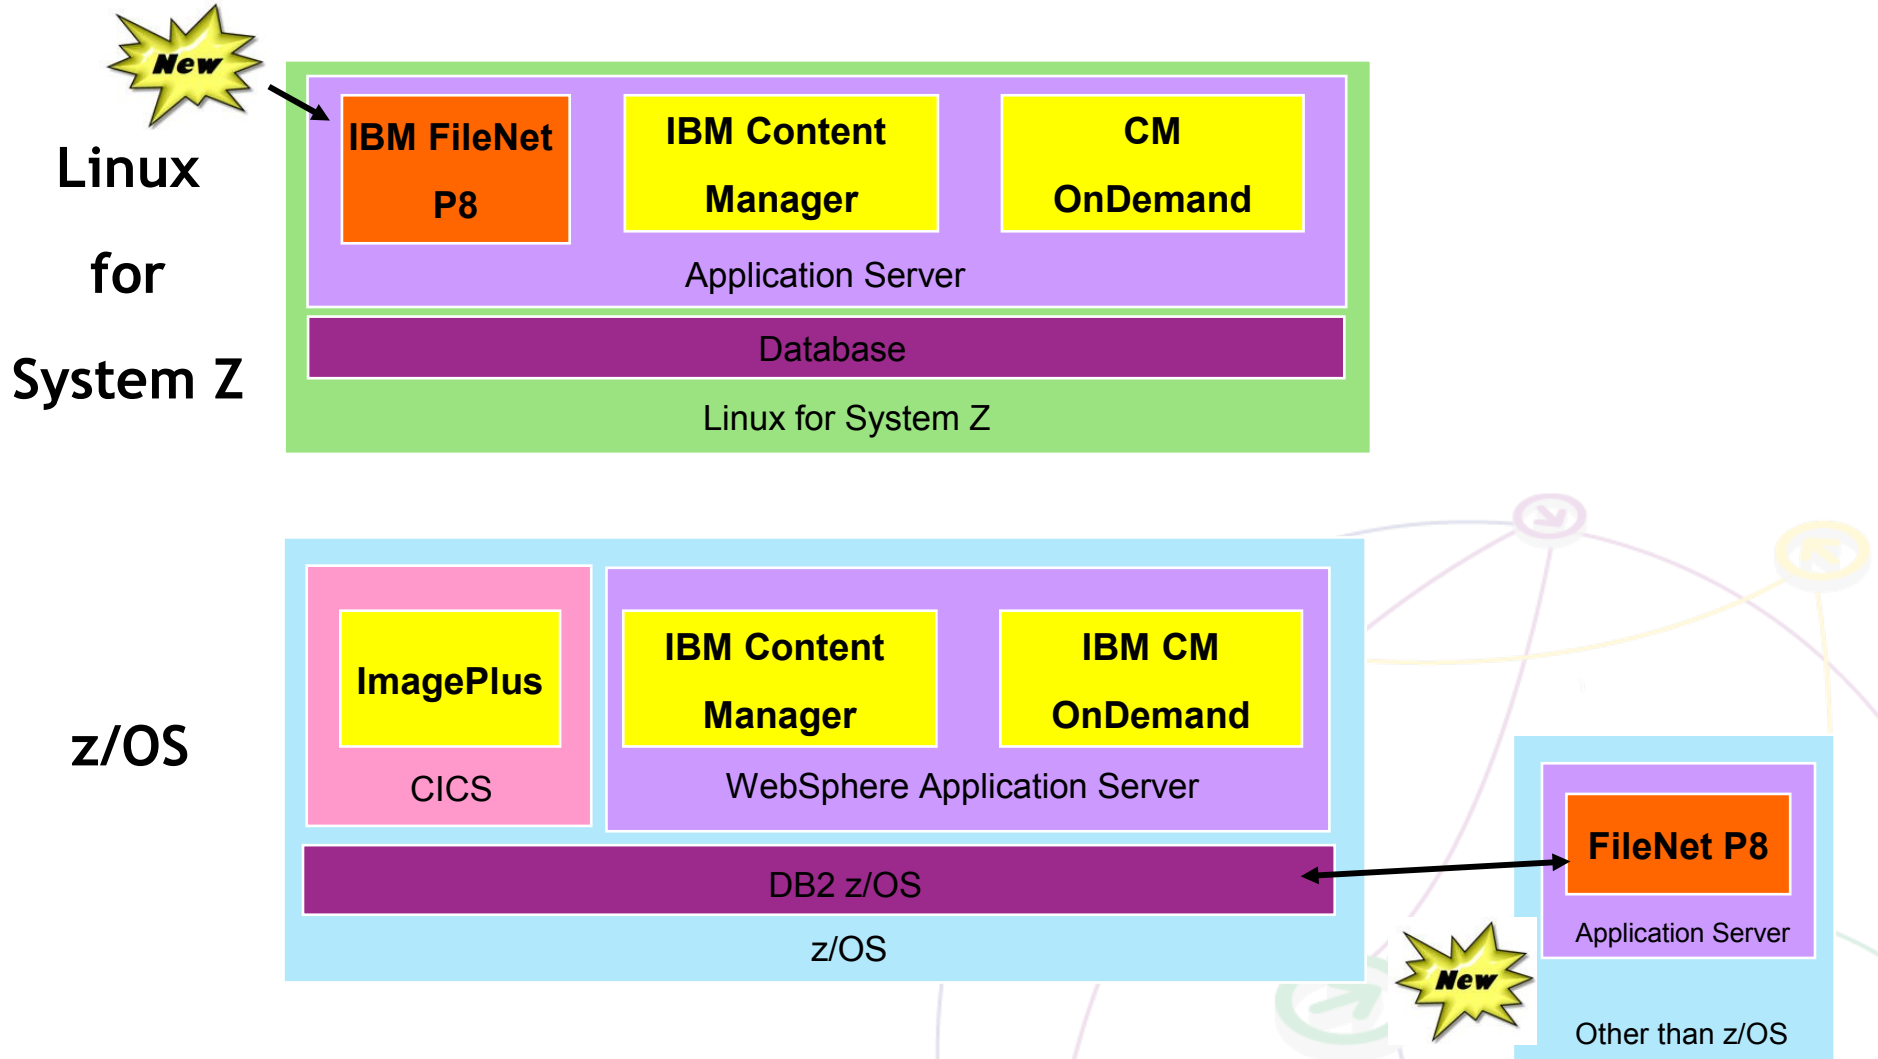 New
Linux
for
System Z
IBM FileNet
P8
IBM Content
Manager
CM
OnDemand
Application Server
Database
Linux for System Z
z/OS
ImagePlus
CICS
IBM Content
Manager
IBM CM
OnDemand
WebSphere Application Server
DB2 z/OS
z/OS
FileNet P8
Application Server
New
Other than z/OS